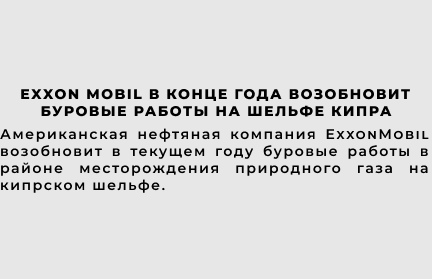 EXXON MOBIL В КОНЦЕ ГОДА ВОЗОБНОВИТ
БУРОВЫЕ РАБОТЫ НА ШЕЛЬФЕ КИПРА
Американская нефтяная компания ExxonMobil
возобновит в текущем году буровые работы в
районе месторождения природного газа на
кипрском шельфе.